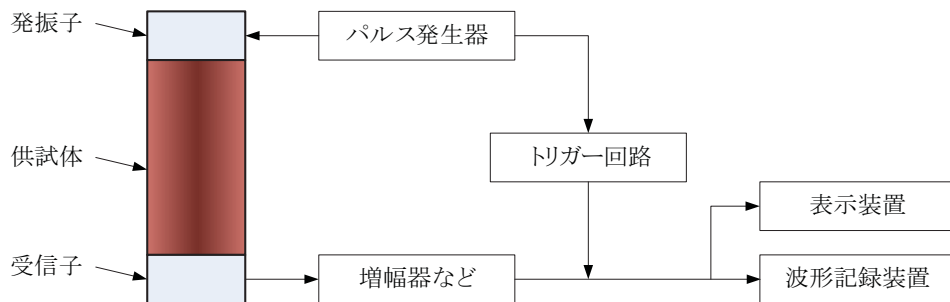 発振子
パルス発生器
供試体
トリガー回路
表示装置
受信子
増幅器など
波形記録装置